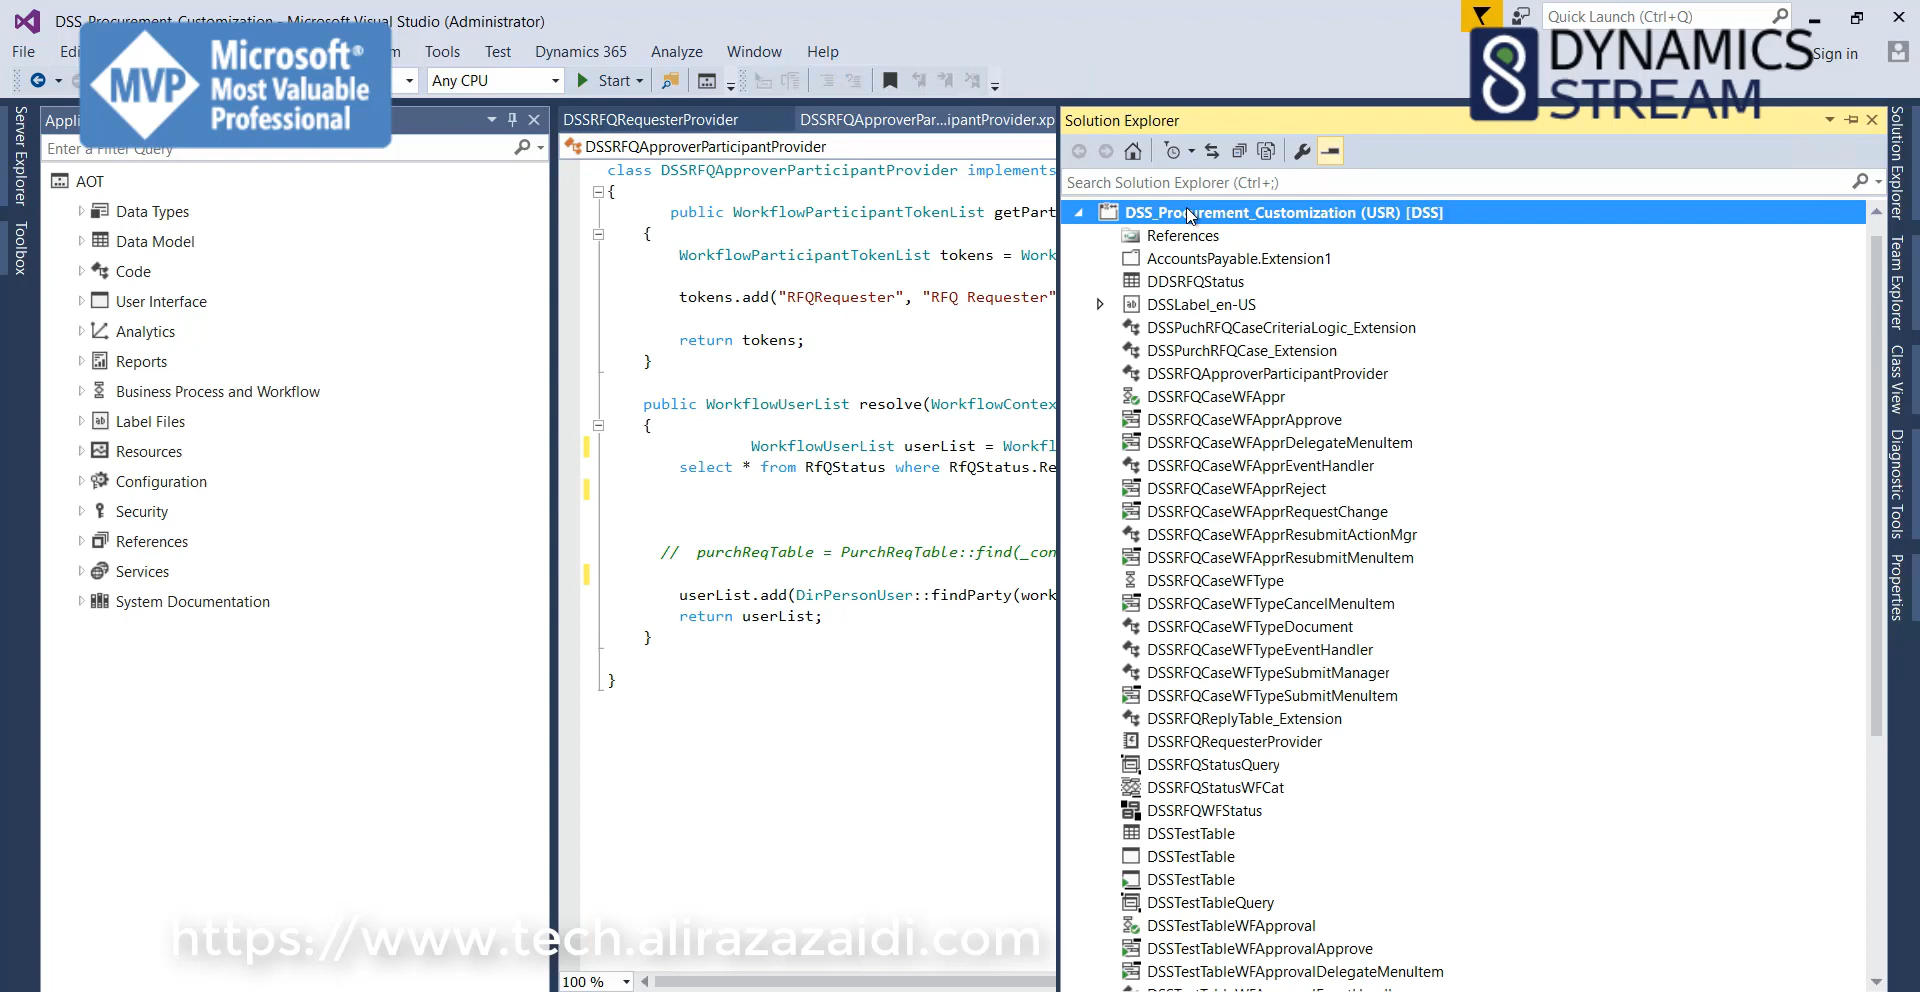 DSS_Procurement_Customization - Microsoft Visual Studio (Administrator)
Quick Launch (Ctrl+Q)
File
Tools
Test
Dynamics 365
Analyze
Window
Help
Sign in
Any CPU
Start
MVP
Microsoft®
Most Valuable
Professional
8 DYNAMICS
STREAM
Server Explorer
Toolbox
Enter a Filter Query
AOT
Data Types
Data Model
Code
User Interface
Analytics
Reports
Business Process and Workflow
Label Files
Resources
Configuration
Security
References
Services
System Documentation
DSSRFQRequesterProvider
DSSRFQApproverPar...ipantProvider.xp
DSSRFQApproverParticipantProvider
class DSSRFQApproverParticipantProvider implements
{
public WorkflowParticipantTokenList getPart
{
WorkflowParticipantTokenList tokens = Work
tokens.add("RFQRequester", "RFQ Requester"
return tokens;
}
public WorkflowUserList resolve(WorkflowContex
{
WorkflowUserList userList = Workfl
select * from RfQStatus where RfQStatus.Re
// purchReqTable = PurchReqTable::find(_con
userList.add(DirPersonUser::findParty(work
return userList;
}
}
100 %
Solution Explorer
Search Solution Explorer (Ctrl+;)
DSS_Procurement_Customization (USR) [DSS]
References
AccountsPayable.Extension1
DDSRFQStatus
DSSLabel_en-US
DSSPuchRFQCaseCriteriaLogic_Extension
DSSPurchRFQCase_Extension
DSSRFQApproverParticipantProvider
DSSRFQCaseWFAppr
DSSRFQCaseWFApprApprove
DSSRFQCaseWFApprDelegateMenuItem
DSSRFQCaseWFApprEventHandler
DSSRFQCaseWFApprReject
DSSRFQCaseWFApprRequestChange
DSSRFQCaseWFApprResubmitActionMgr
DSSRFQCaseWFApprResubmitMenuItem
DSSRFQCaseWFType
DSSRFQCaseWFTypeCancelMenuItem
DSSRFQCaseWFTypeDocument
DSSRFQCaseWFTypeEventHandler
DSSRFQCaseWFTypeSubmitManager
DSSRFQCaseWFTypeSubmitMenuItem
DSSRFQReplyTable_Extension
DSSRFQRequesterProvider
DSSRFQStatusQuery
DSSRFQStatusWFCat
DSSRFQWFStatus
DSSTestTable
DSSTestTable
DSSTestTable
DSSTestTableQuery
DSSTestTableWFApproval
DSSTestTableWFApprovalApprove
DSSTestTableWFApprovalDelegateMenuItem
Solution Explorer
Team Explorer
Class View
Diagnostic Tools
Properties
https://www.tech.alirazazaidi.com